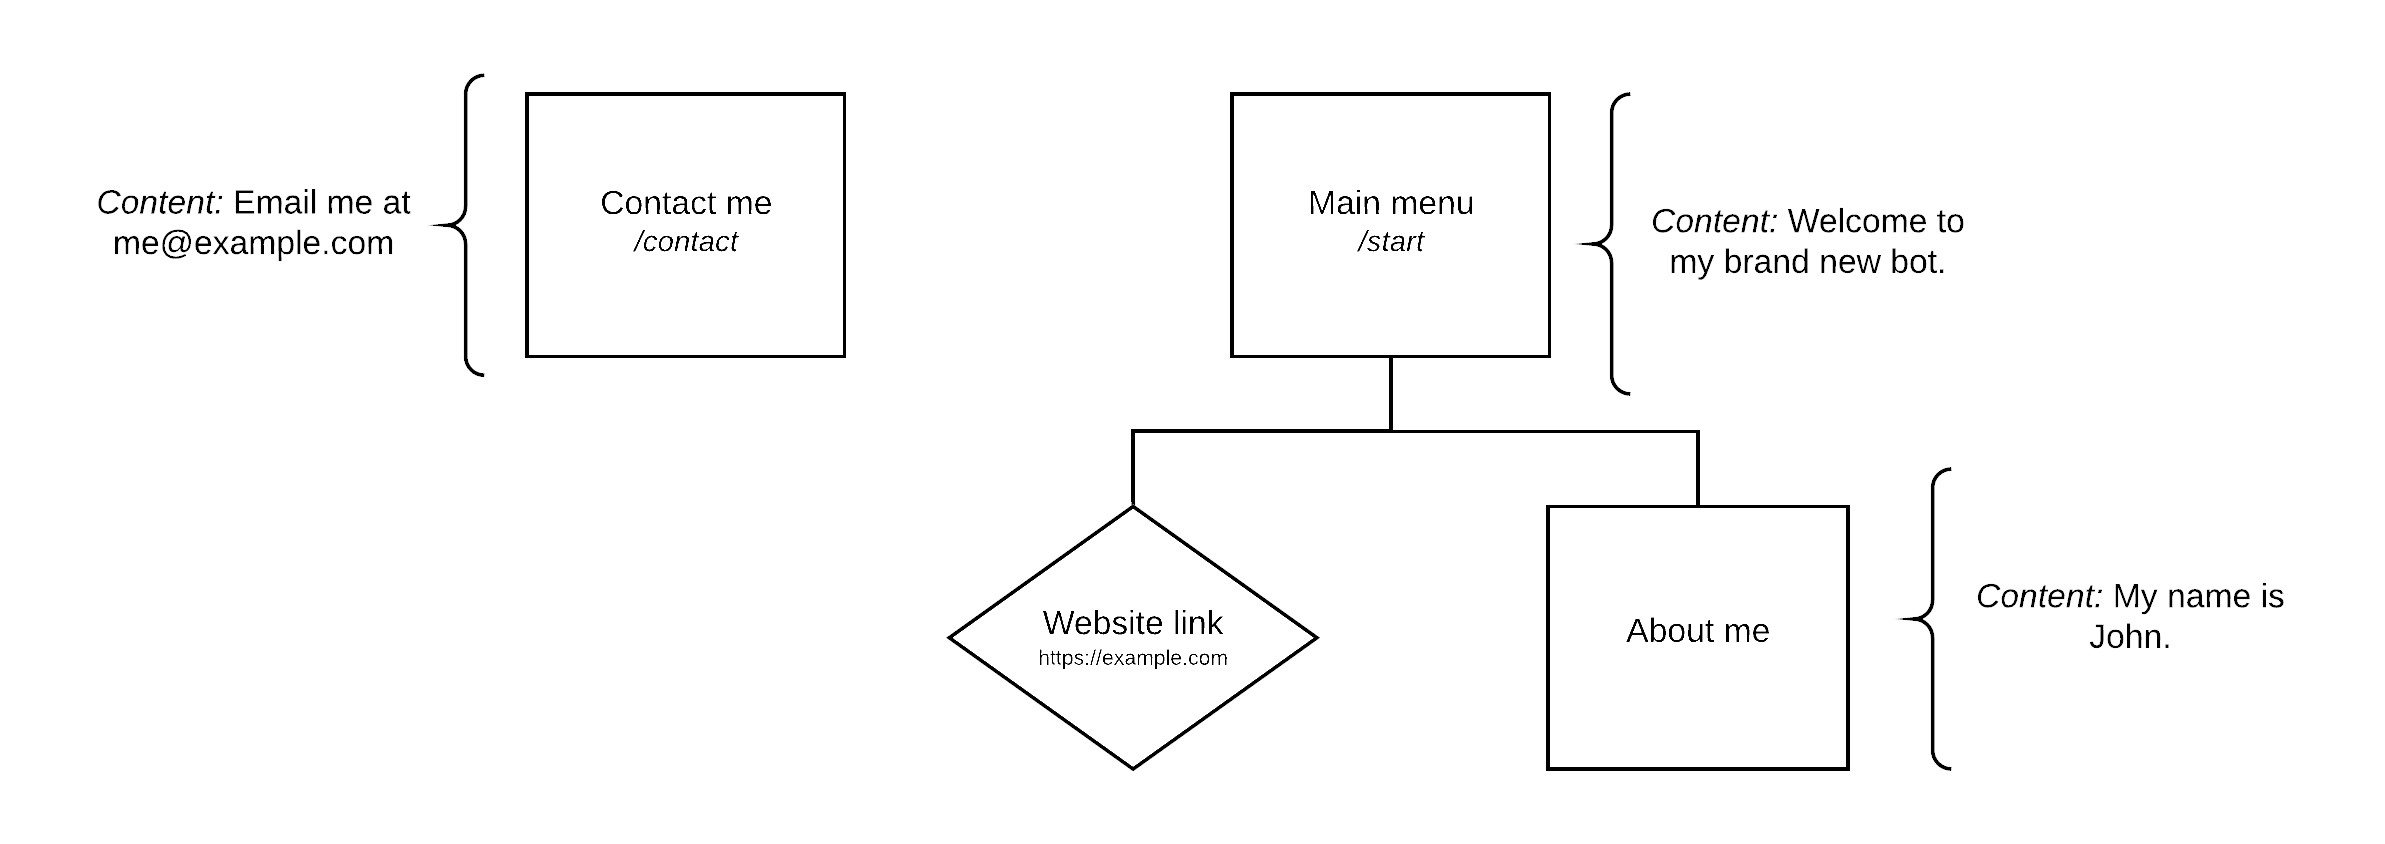 Content: Email me at
me@example.com
Contact me
/contact
Main menu
/start
Content: Welcome to
my brand new bot.
Website link
https://example.com
About me
Content: My name is
John.